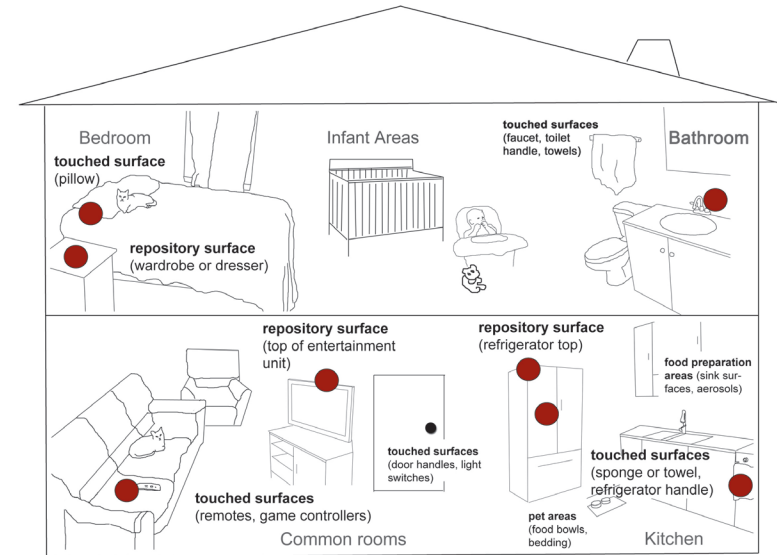 Bedroom
touched surface
(pillow)
repository surface
(wardrobe or dresser)
Infant Areas
touched surfaces
(faucet, toilet
handle, towels)
Bathroom
repository surface
(top of entertainment
unit)
touched surfaces
(door handles, light
switches)
touched surfaces
(remotes, game controllers)
Common rooms
repository surface
(refrigerator top)
food preparation
areas (sink sur-
faces, aerosols)
touched surfaces
(sponge or towel,
refrigerator handle)
pet areas
(food bowls,
bedding)
Kitchen